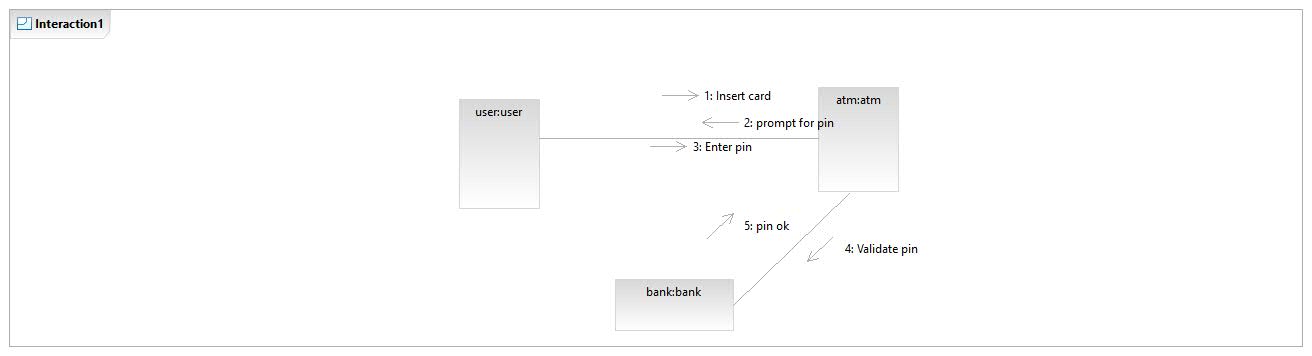 Interaction1
user:user
1: Insert card
atm:atm
2: prompt for pin
3: Enter pin
5: pin ok
4: Validate pin
bank:bank